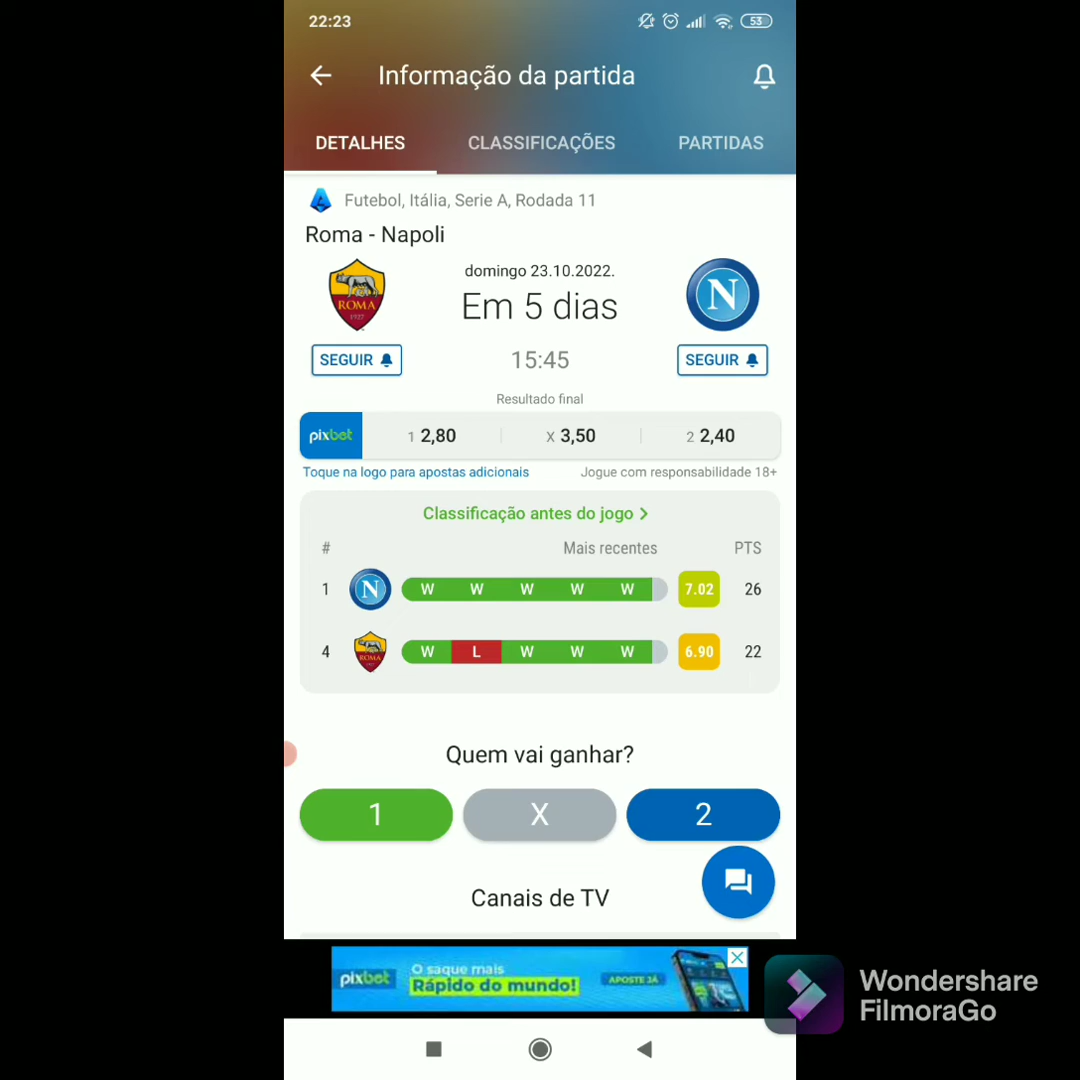 22:23
53
Informação da partida
DETALHES CLASSIFICAÇÕES PARTIDAS
Futebol, Itália, Serie A, Rodada 11
Roma - Napoli
domingo 23.10.2022.
ROMA
1927
N
Em 5 dias
SEGUIR 15:45 SEGUIR
Resultado final
pixbet 1 2,80 X 3,50 2 2,40
Toque na logo para apostas adicionais Jogue com responsabilidade 18+
Classificação antes do jogo >
# Mais recentes PTS
1 N W W W W W 7.02 26
4 ROMA W L W W W 6.90 22
Quem vai ganhar?
1 X 2
Canais de TV
pixbet O saque mais Rápido do mundo! APOSTE JÁ
Wondershare
FilmoraGo